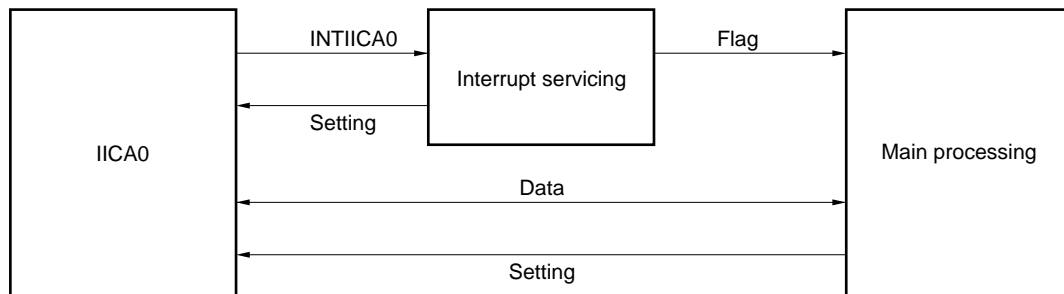 INTIICA0
Flag
Interrupt servicing
Setting
IICA0
Main processing
Data
Setting